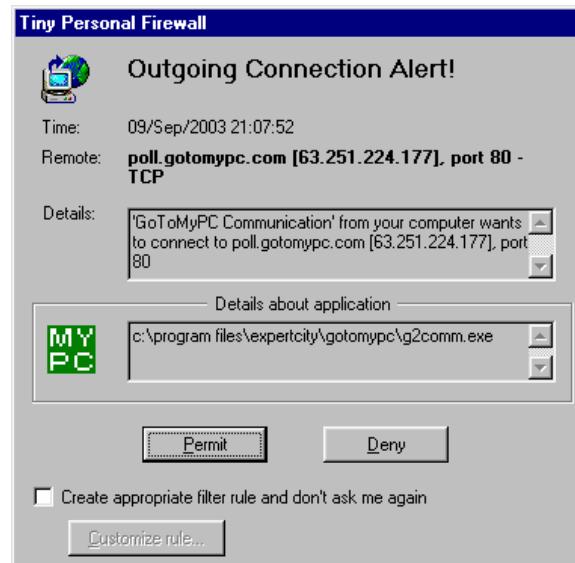 Tiny Personal Firewall
Outgoing Connection Alert!
Time: 09/Sep/2003 21:07:52
Remote: poll.gotomypc.com [63.251.224.177], port 80 -
TCP
Details: 'GoToMyPC Communication' from your computer wants
to connect to poll.gotomypc.com [63.251.224.177], port
80
Details about application
MY
PC
c:\program files\expertcity\gotomypc\g2comm.exe
Permit Deny
Create appropriate filter rule and don't ask me again
Customize rule...